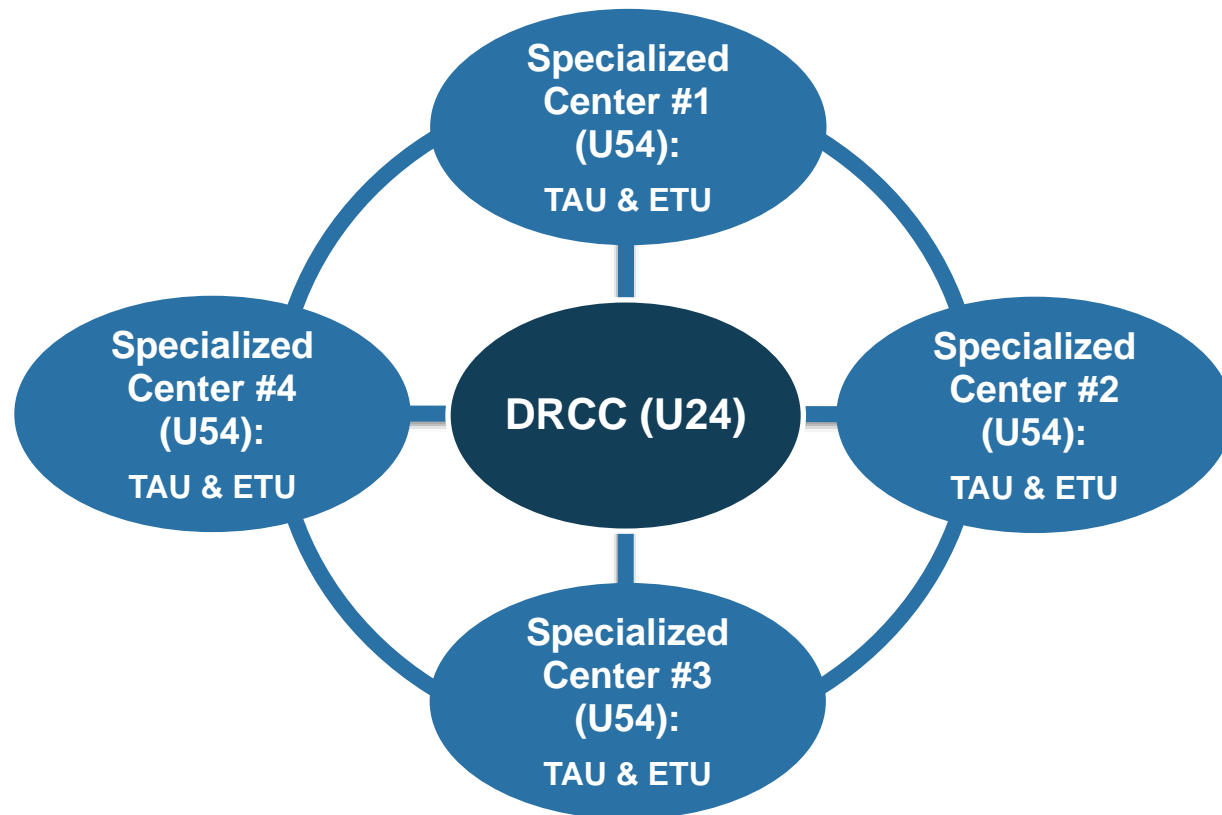 Specialized
Center #1
(U54):
TAU & ETU
Specialized
Center #4
(U54):
TAU & ETU
DRCC (U24)
Specialized
Center #2
(U54):
TAU & ETU
Specialized
Center #3
(U54):
TAU & ETU